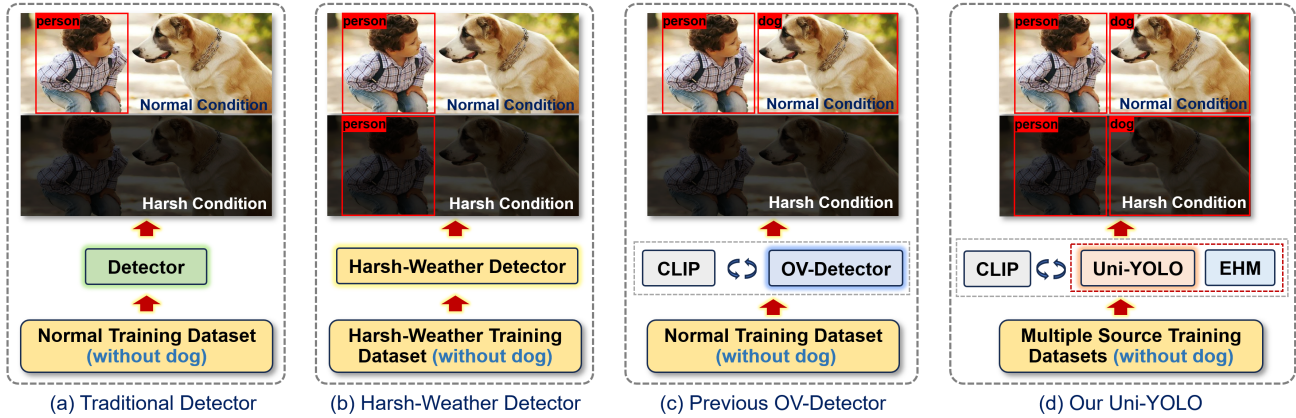 person
Normal Condition
Harsh Condition
Detector
Normal Training Dataset
(without dog)
(a) Traditional Detector
person
Normal Condition
person
Harsh Condition
Harsh-Weather Detector
Harsh-Weather Training
Dataset (without dog)
(b) Harsh-Weather Detector
person dog
Normal Condition
Harsh Condition
CLIP OV-Detector
Normal Training Dataset
(without dog)
(c) Previous OV-Detector
person dog
Normal Condition
person dog
Harsh Condition
CLIP Uni-YOLO EHM
Multiple Source Training
Datasets (without dog)
(d) Our Uni-YOLO